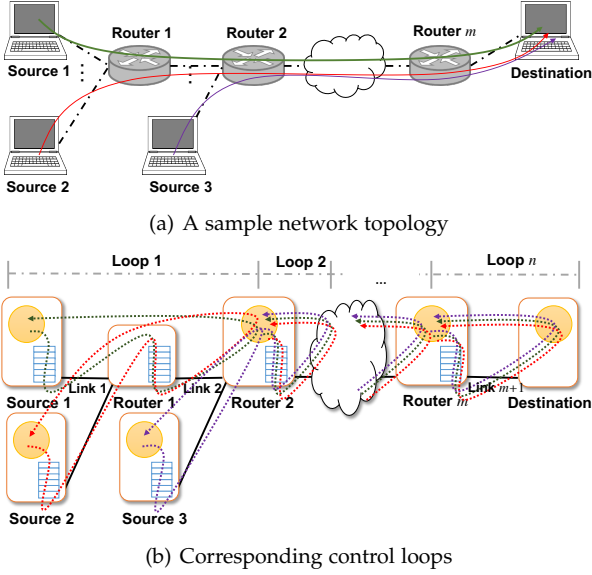 Router 1
Router 2
Router m
Source 1
Destination
Source 2
Source 3
(a) A sample network topology
Loop 1
Loop 2
...
Loop n
Link 1
Link 2
Link m+1
Source 1
Router 1
Router 2
Router m
Destination
Source 2
Source 3
(b) Corresponding control loops